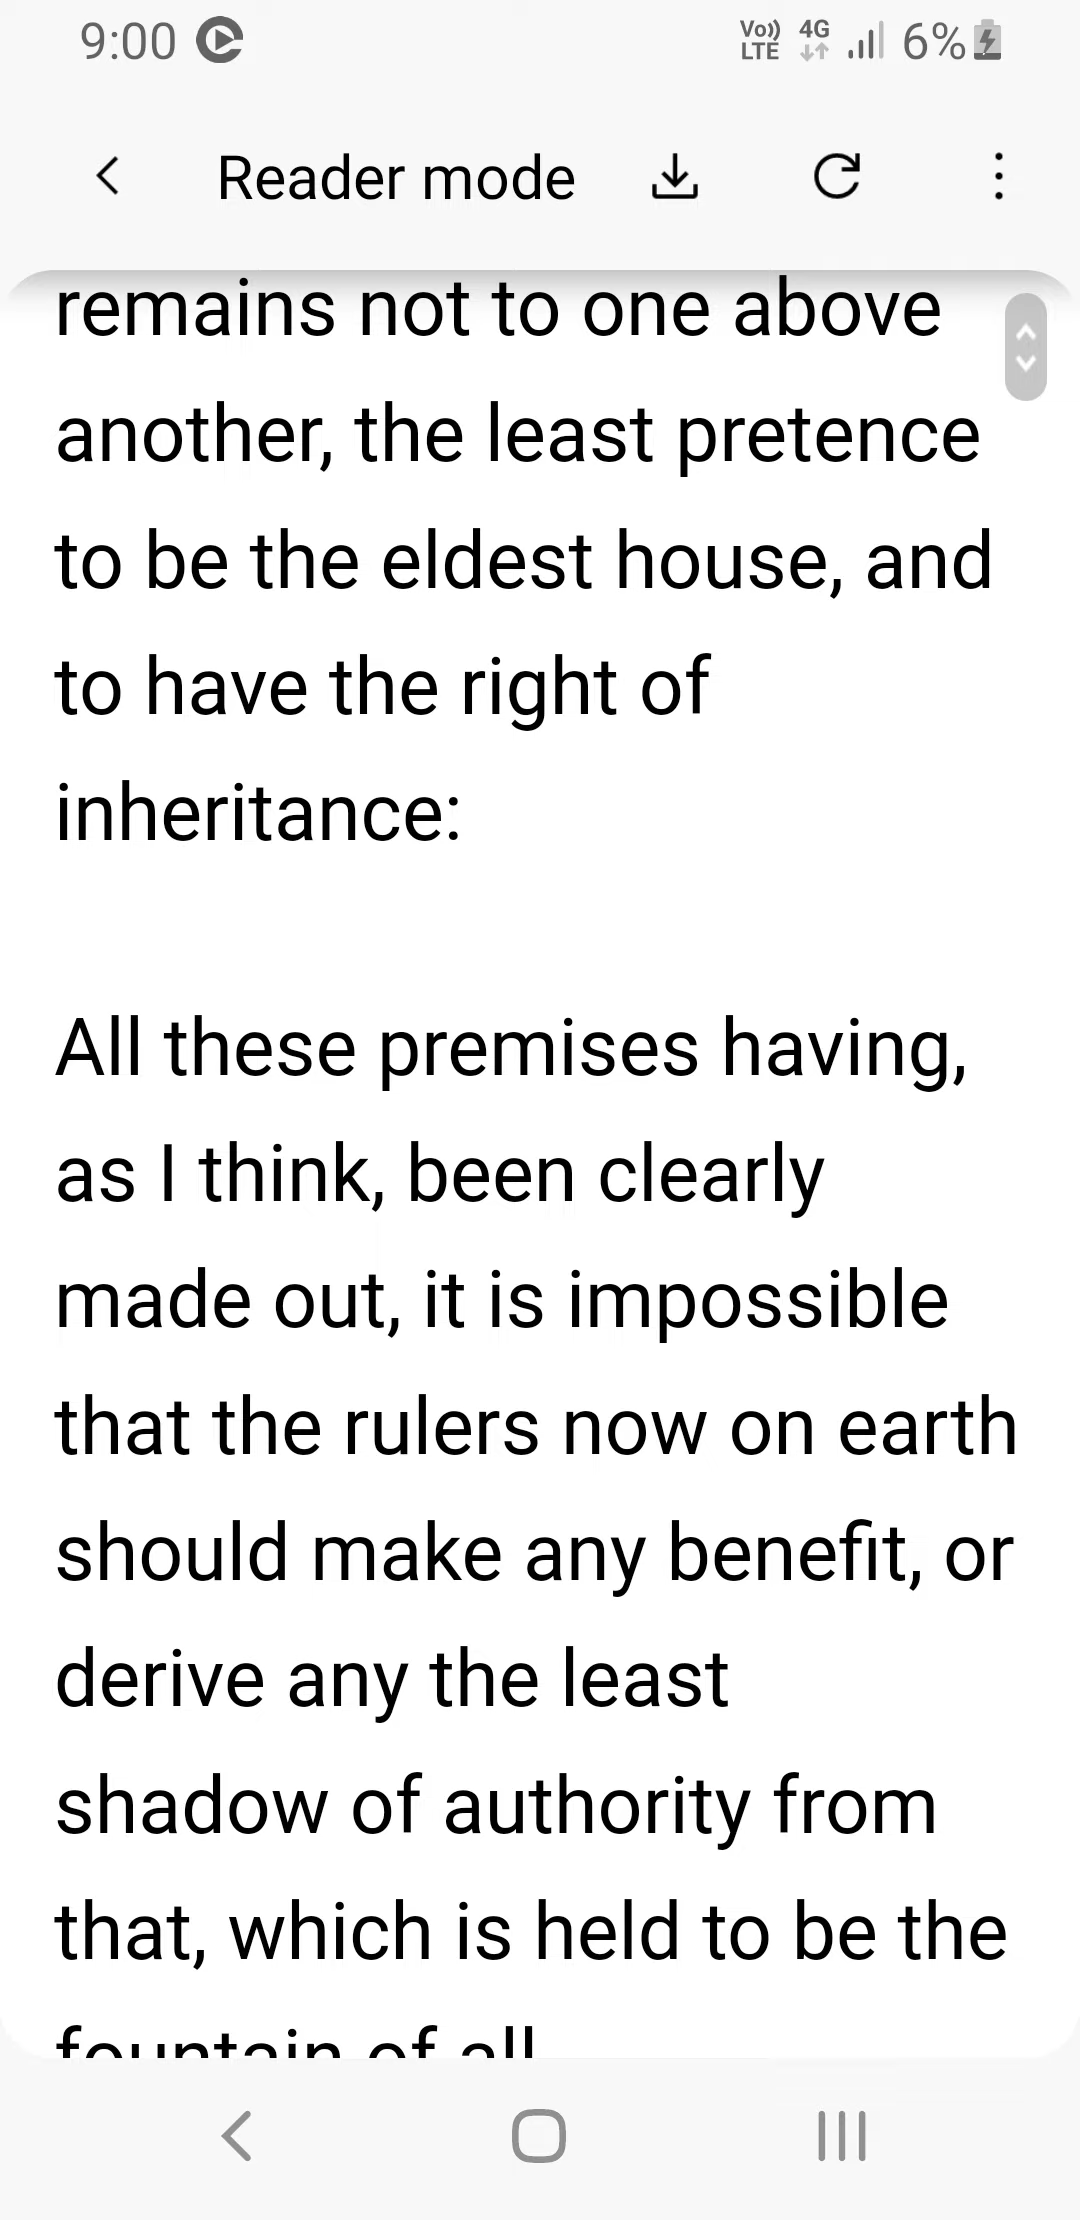 9:00 Vo)) LTE 4G 6%
Reader mode
remains not to one above
another, the least pretence
to be the eldest house, and
to have the right of
inheritance:
All these premises having,
as I think, been clearly
made out, it is impossible
that the rulers now on earth
should make any benefit, or
derive any the least
shadow of authority from
that, which is held to be the
fountain of all